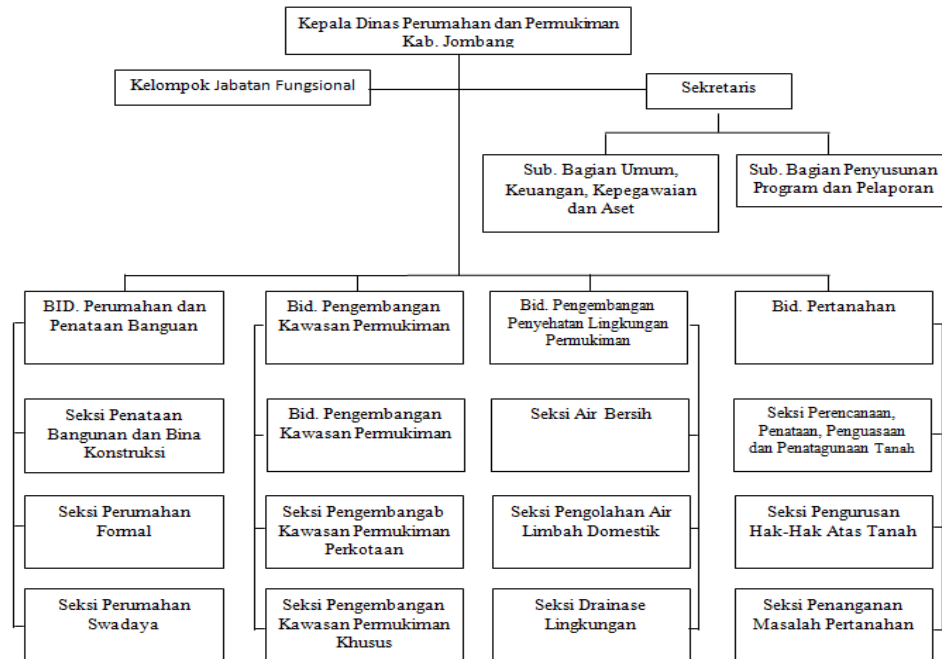 Kepala Dinas Perumahan dan Permukiman
Kab. Jombang
Kelompok Jabatan Fungsional
Sekretaris
Sub. Bagian Umum,
Keuangan, Kepegawaian
dan Aset
Sub. Bagian Penyusunan
Program dan Pelaporan
BID. Perumahan dan
Penataan Banguan
Bid. Pengembangan
Kawasan Permukiman
Bid. Pengembangan
Penyehatan Lingkungan
Permukiman
Bid. Pertanahan
Seksi Penataan
Bangunan dan Bina
Konstruksi
Bid. Pengembangan
Kawasan Permukiman
Seksi Air Bersih
Seksi Perencanaan,
Penataan, Penguasaan
dan Penatagunaan Tanah
Seksi Perumahan
Formal
Seksi Pengembangab
Kawasan Permukiman
Perkotaan
Seksi Pengolahan Air
Limbah Domestik
Seksi Pengurusan
Hak-Hak Atas Tanah
Seksi Perumahan
Swadaya
Seksi Pengembangan
Kawasan Permukiman
Khusus
Seksi Drainase
Lingkungan
Seksi Penanganan
Masalah Pertanahan